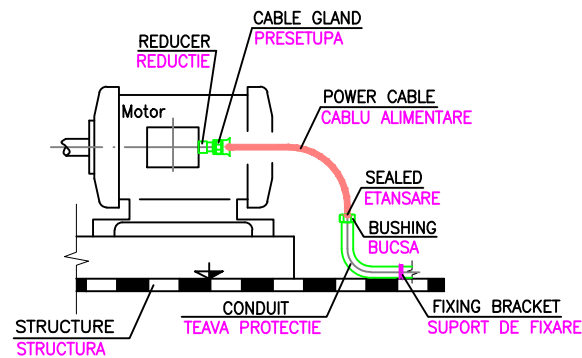 CABLE GLAND
PRESETUPA
REDUCER
REDUCTIE
Motor
POWER CABLE
CABLU ALIMENTARE
SEALED
ETANSARE
BUSHING
BUCSA
CONDUIT
TEAVA PROTECTIE
FIXING BRACKET
SUPORT DE FIXARE
STRUCTURE
STRUCTURA